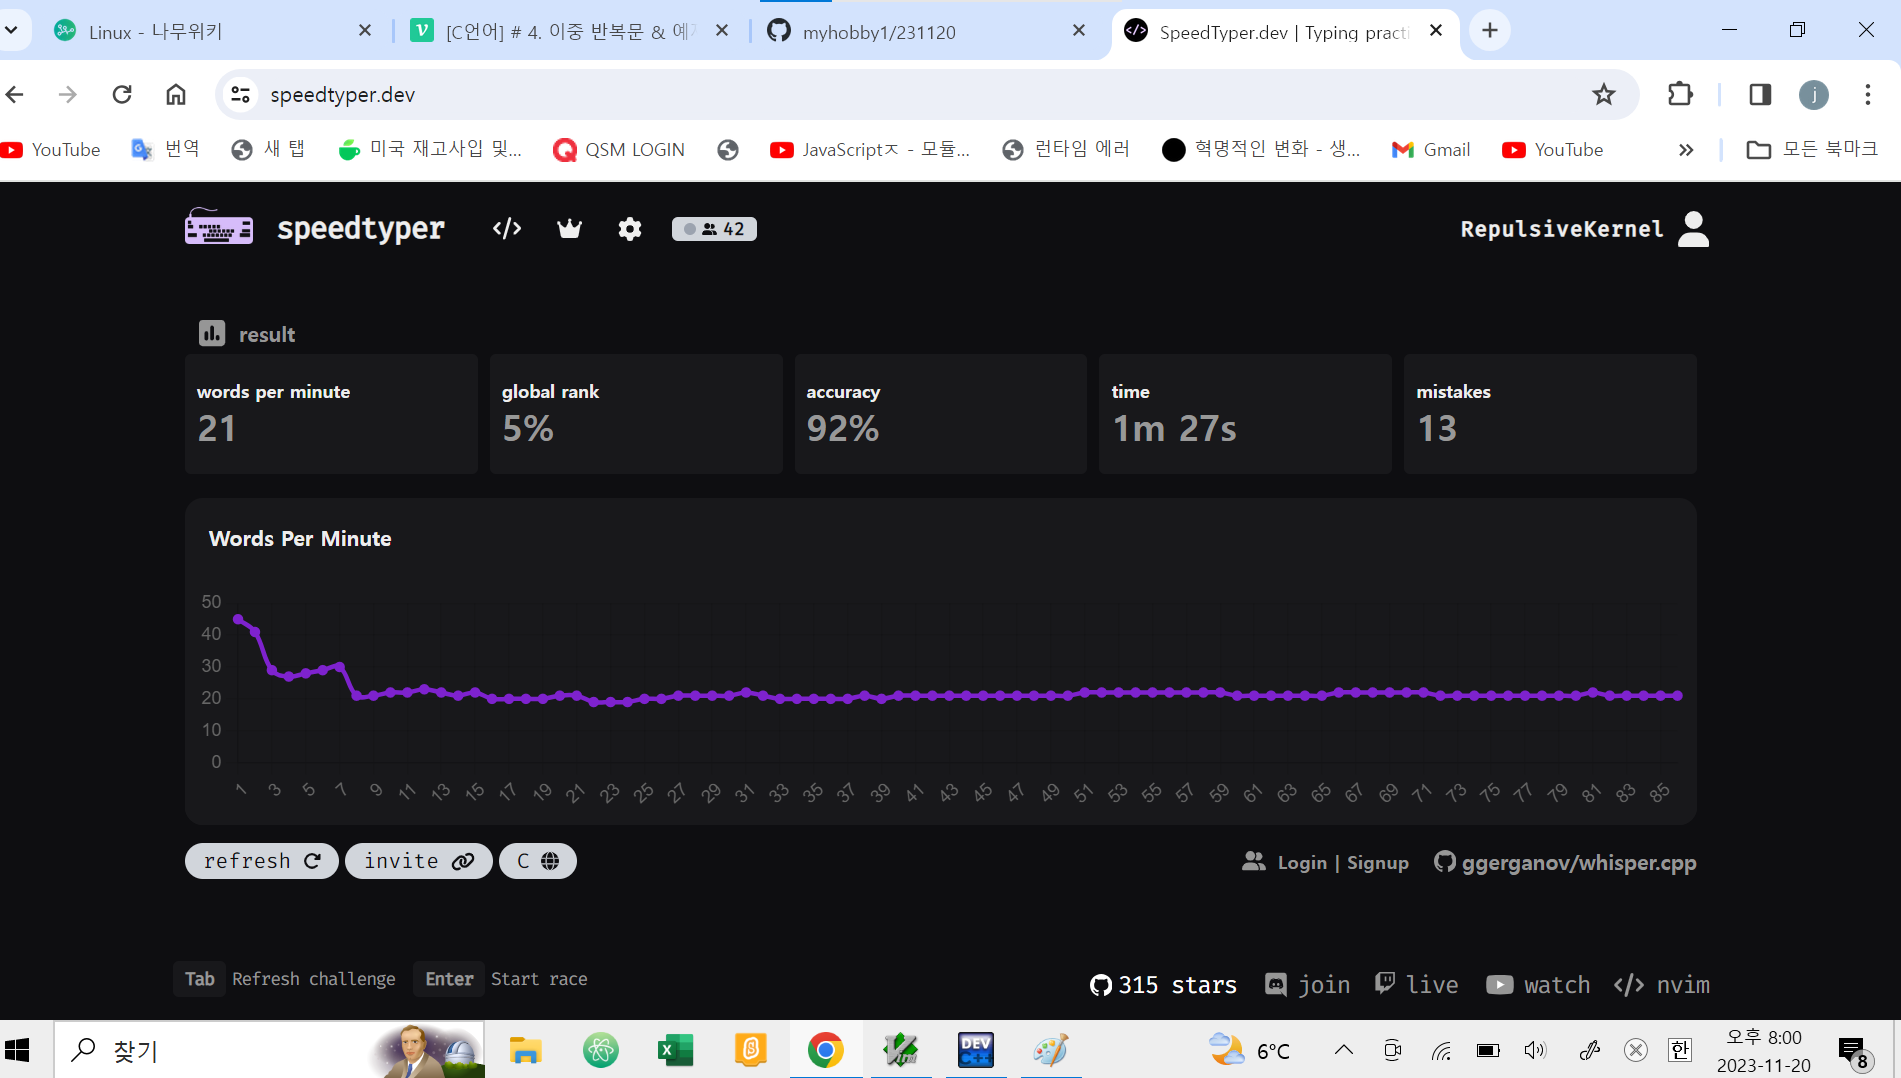 Linux - 나무위키
[C언어] # 4. 이중 반복문 & 예
myhobby1/231120
SpeedTyper.dev | Typing practi
speedtyper.dev
j
YouTube
번역
새 탭
미국 재고사입 및...
QSM LOGIN
JavaScriptㅈ - 모듈...
런타임 에러
혁명적인 변화 - 생...
Gmail
YouTube
모든 북마크
speedtyper
42
RepulsiveKernel
result
words per minute
21
global rank
5%
accuracy
92%
time
1m 27s
mistakes
13
Words Per Minute
50
40
30
20
10
0
1 3 5 7 9 11 13 15 17 19 21 23 25 27 29 31 33 35 37 39 41 43 45 47 49 51 53 55 57 59 61 63 65 67 69 71 73 75 77 79 81 83 85
refresh
invite
C
Login | Signup
ggerganov/whisper.cpp
Tab Refresh challenge
Enter Start race
315 stars
join
live
watch
nvim
찾기
DEV
C++
6°C
한
오후 8:00
2023-11-20
8